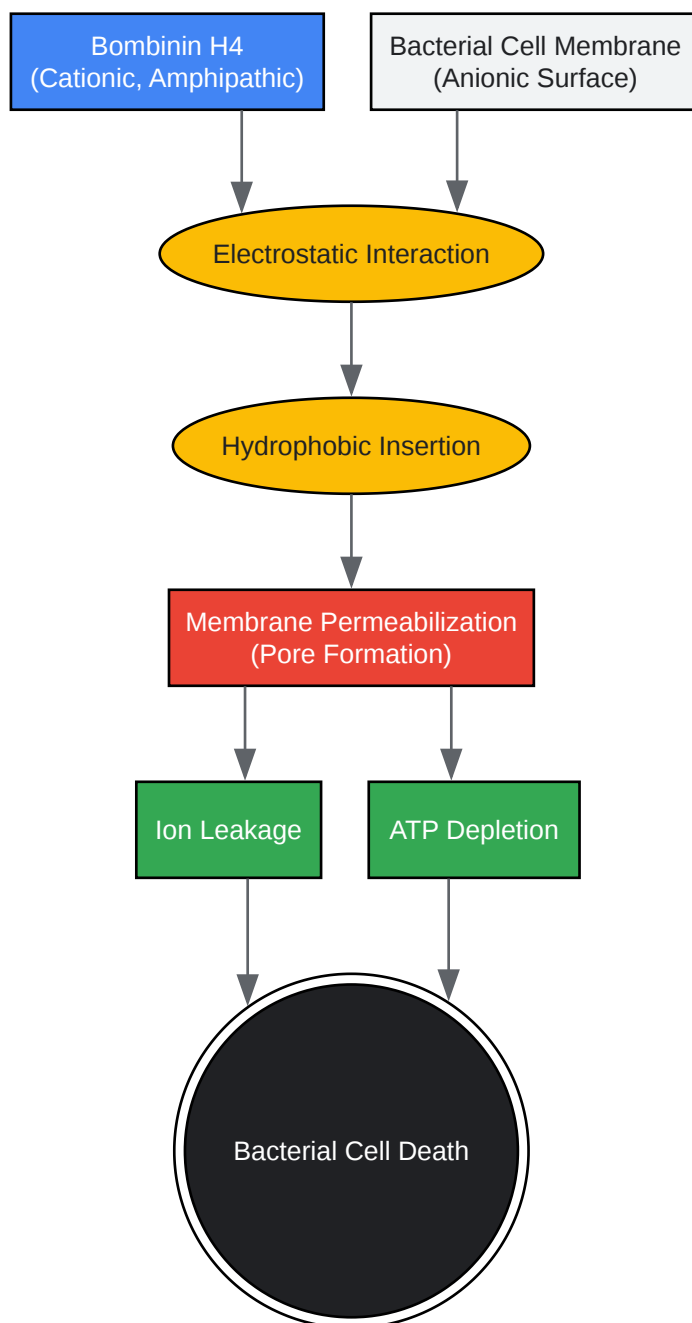 Bombinin H4
(Cationic, Amphipathic)
Bacterial Cell Membrane
(Anionic Surface)
Electrostatic Interaction
Hydrophobic Insertion
Membrane Permeabilization
(Pore Formation)
Ion Leakage
ATP Depletion
Bacterial Cell Death